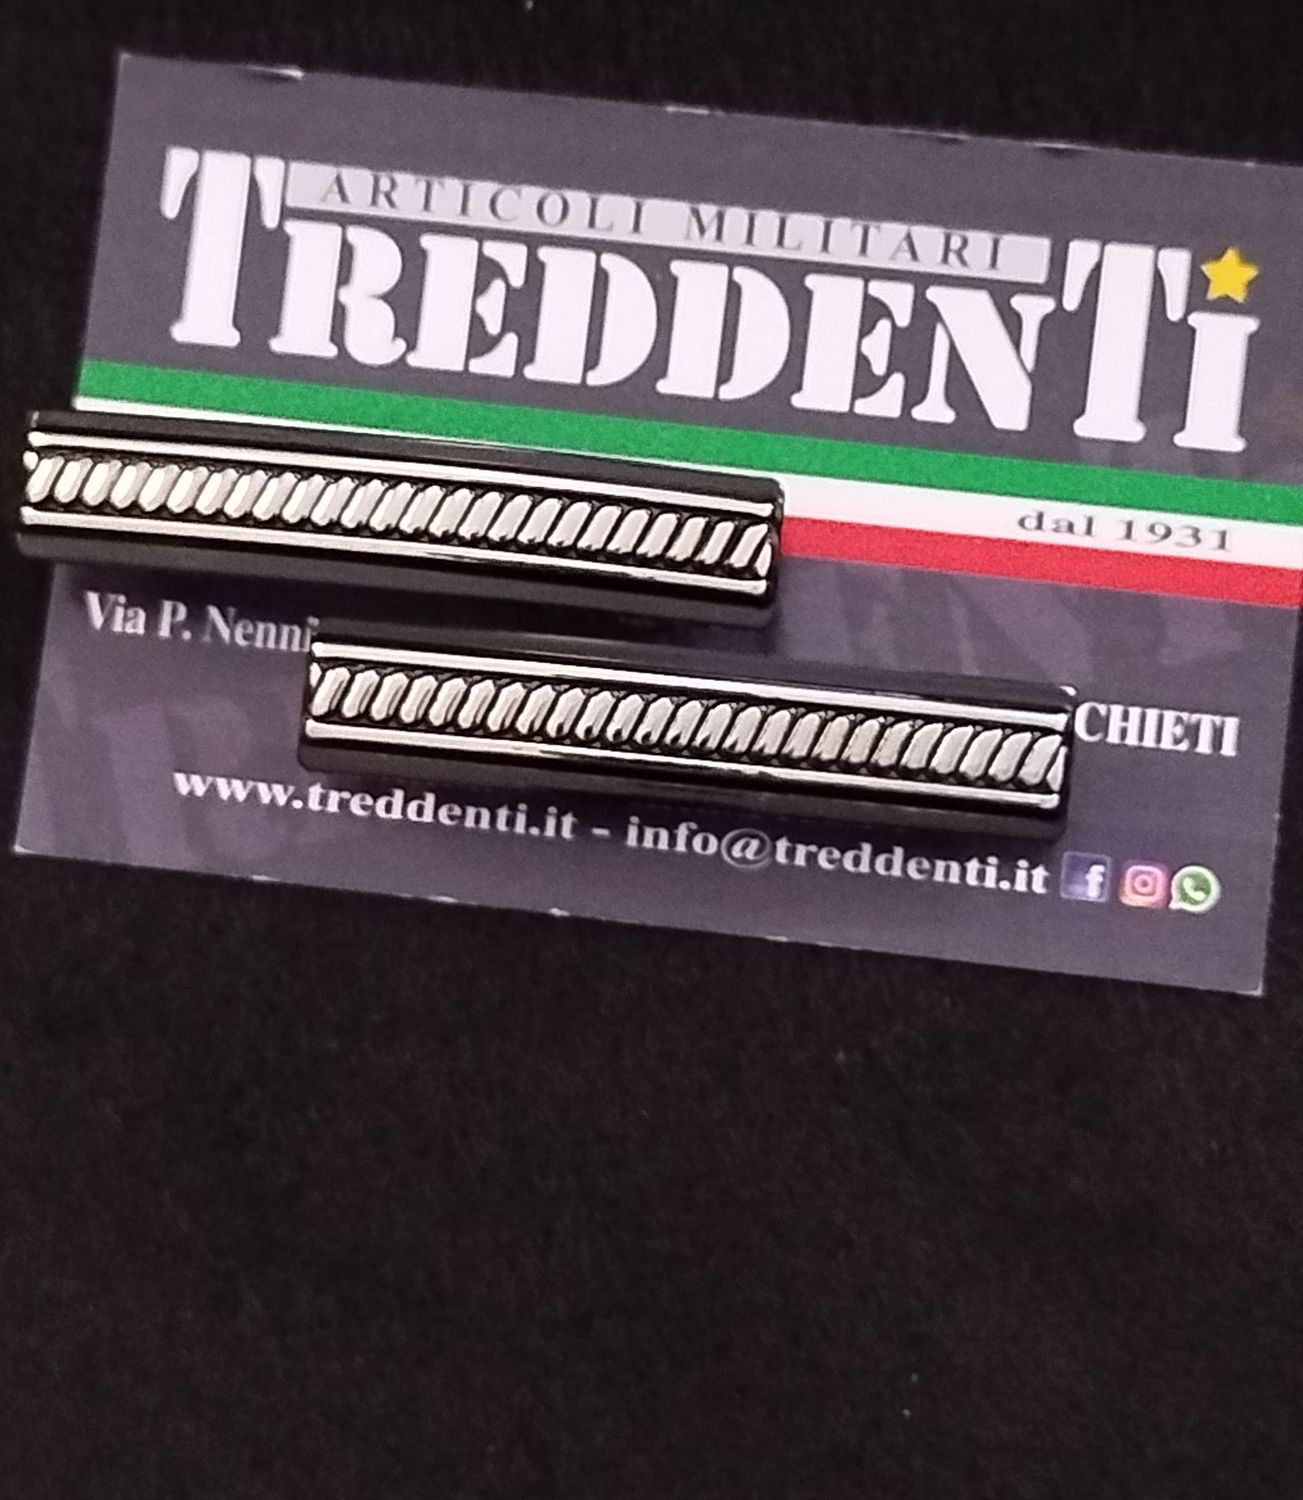 ARTICOLI MILITARI
TREDDENTI
dal 1931
Via P. Nenni
CHIETI
www.treddenti.it - info@treddenti.it